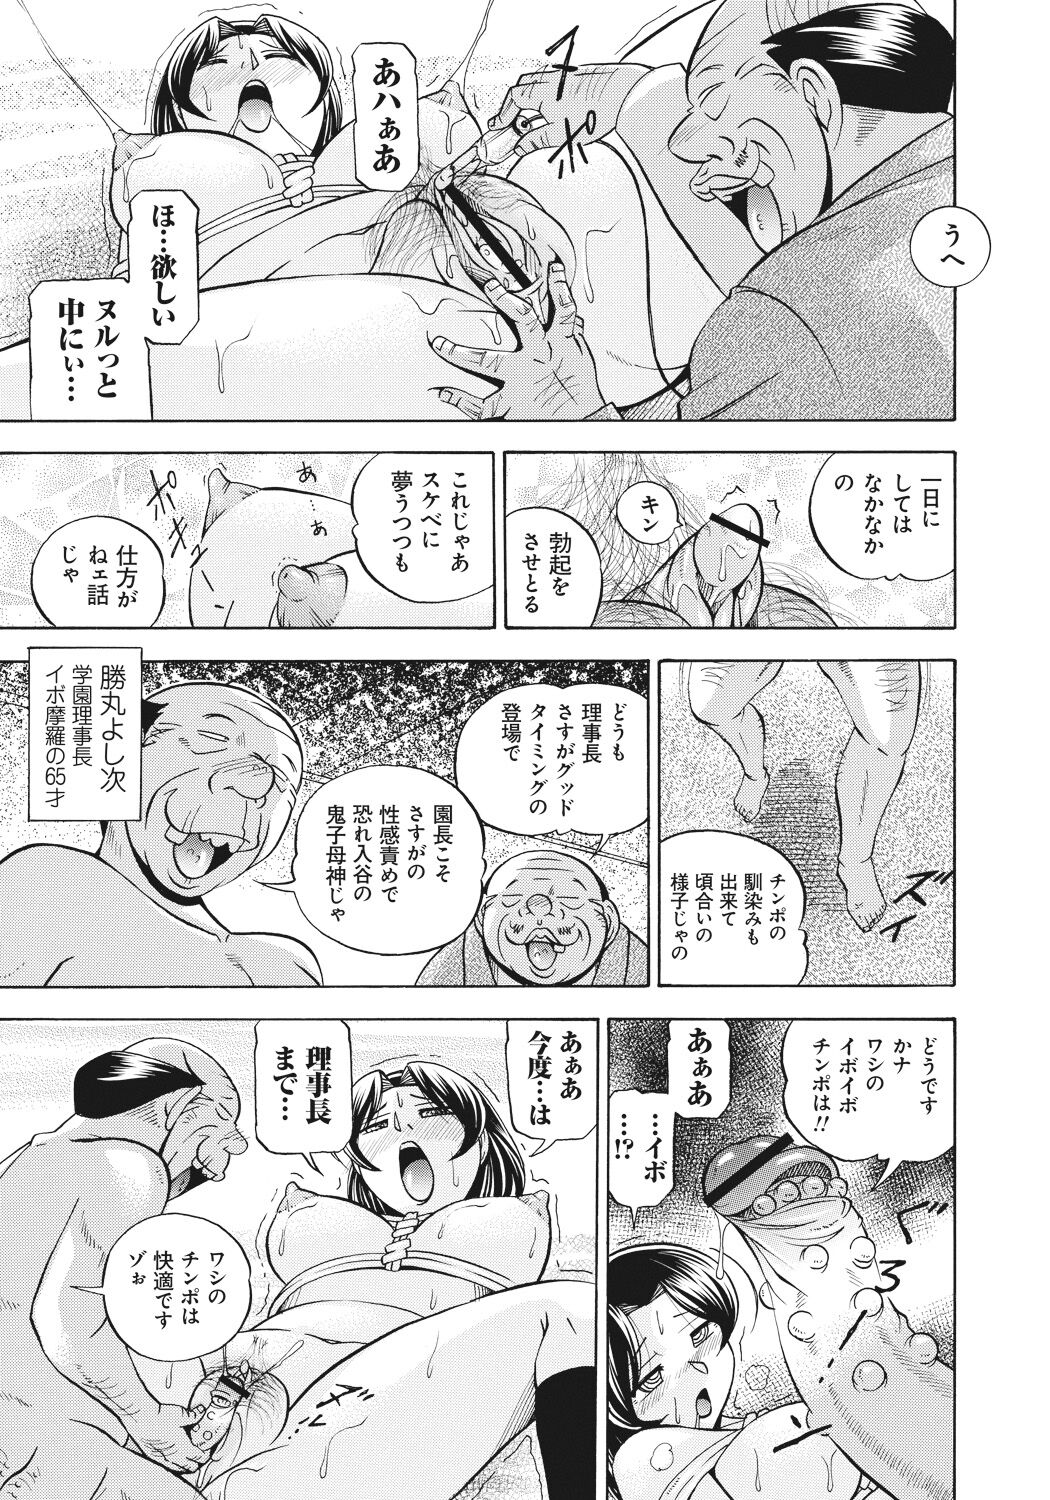 うへ
ポ
あハぁあ
ほ…欲しい
ヌルっと
中にぃ…
一日に
しては
なかなか
の
キン
勃起を
させとる
これじゃあ
スケベに
夢うつつも
あ…
仕方が
ねェ話
じゃ
チンポの
馴染みも
出来て
頃合いの
様子じゃの
ズイ
どうも
理事長
さすがグッド
タイミングの
登場で
園長こそ
さすがの
性感責めで
恐れ入谷の
鬼子母神じゃ
勝丸よし次
学園理事長
イボ摩羅の65才
どうです
かナ
ワシの
イボイボ
チンポは!!
あぁあ
…イボ
…!?
あぁあ
今度…は
理事長
まで…
ワシの
チンポは
快適です
ゾぉ